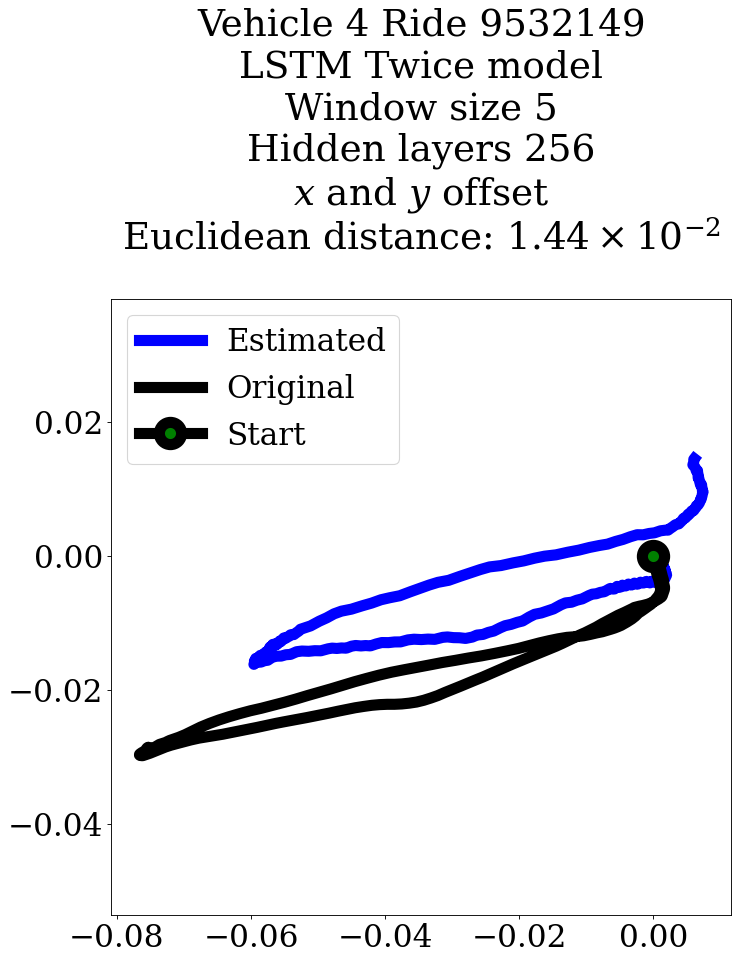 Vehicle 4 Ride 9532149
LSTM Twice model
Window size 5
Hidden layers 256
x and y offset
Euclidean distance: 1.44 × 10⁻²
Estimated
Original
Start
0.02
0.00
−0.02
−0.04
−0.08 −0.06 −0.04 −0.02 0.00